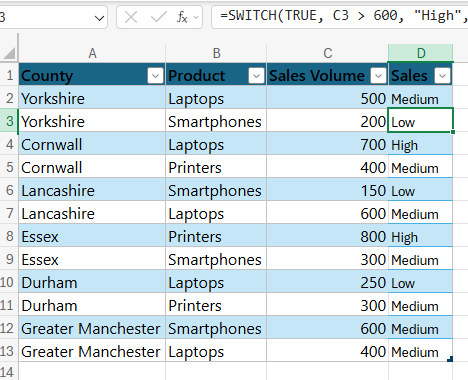 3 fx =SWITCH(TRUE, C3 > 600, "High",
A B C D
1 County Product Sales Volume Sales
2 Yorkshire Laptops 500 Medium
3 Yorkshire Smartphones 200 Low
4 Cornwall Laptops 700 High
5 Cornwall Printers 400 Medium
6 Lancashire Smartphones 150 Low
7 Lancashire Laptops 600 Medium
8 Essex Printers 800 High
9 Essex Smartphones 300 Medium
10 Durham Laptops 250 Low
11 Durham Printers 300 Medium
12 Greater Manchester Smartphones 600 Medium
13 Greater Manchester Laptops 400 Medium
14